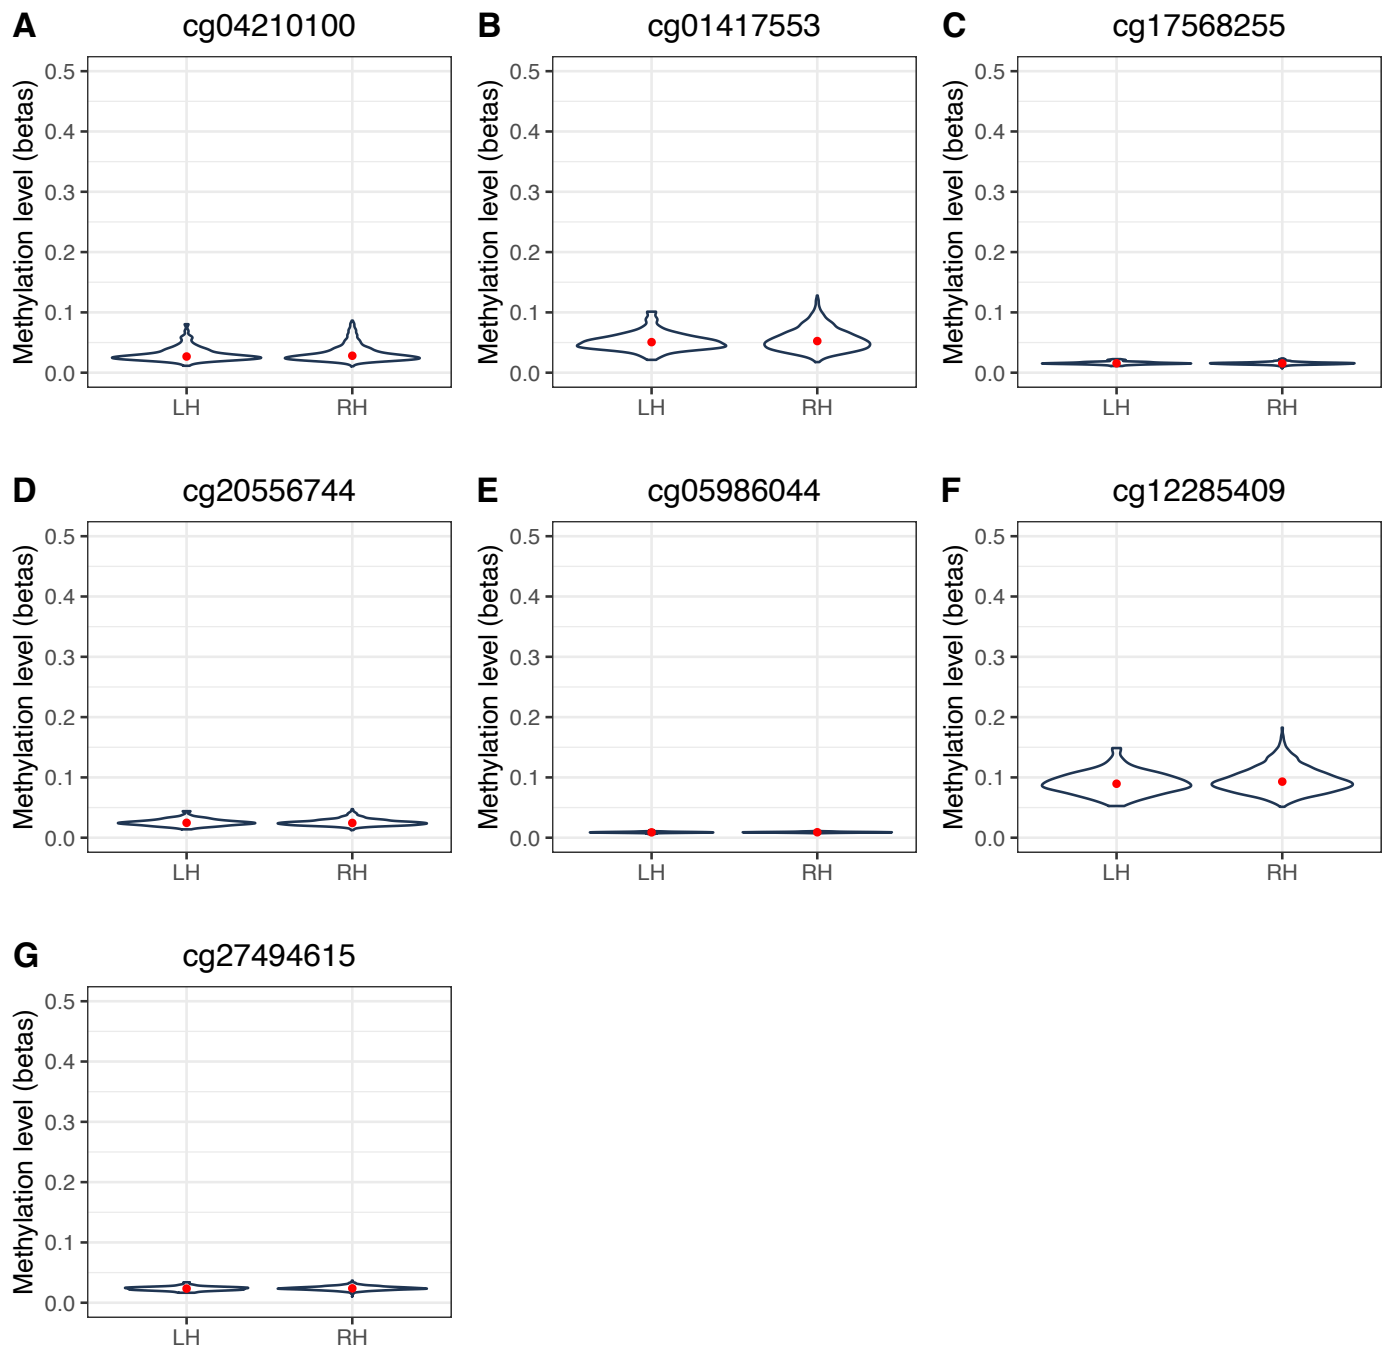 A cg04210100 B cg01417553 C cg17568255
Methylation level (betas) Methylation level (betas) Methylation level (betas)
0.5 0.5 0.5
0.4 0.4 0.4
0.3 0.3 0.3
0.2 0.2 0.2
0.1 0.1 0.1
0.0 0.0 0.0
LH RH LH RH LH RH
D cg20556744 E cg05986044 F cg12285409
Methylation level (betas) Methylation level (betas) Methylation level (betas)
0.5 0.5 0.5
0.4 0.4 0.4
0.3 0.3 0.3
0.2 0.2 0.2
0.1 0.1 0.1
0.0 0.0 0.0
LH RH LH RH LH RH
G cg27494615
Methylation level (betas)
0.5
0.4
0.3
0.2
0.1
0.0
LH RH